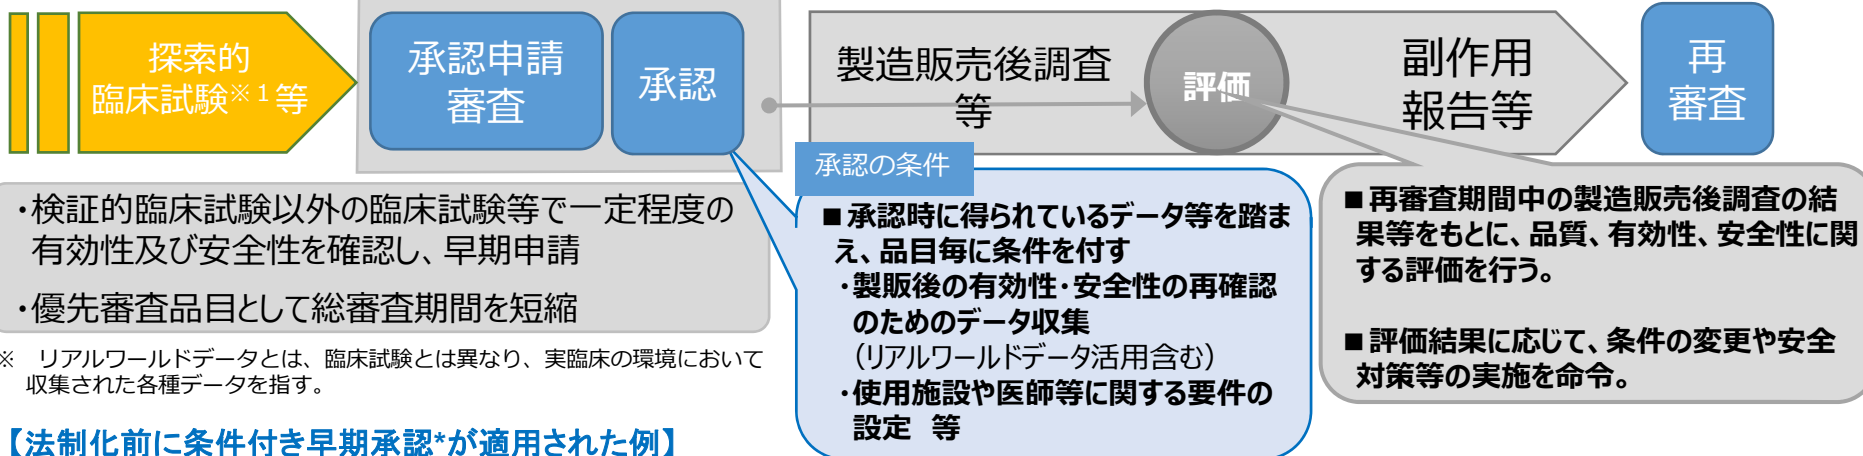 探索的
臨床試験※1等
承認申請
審査
承認
製造販売後調査
等
評価
副作用
報告等
再
審査
・検証的臨床試験以外の臨床試験等で一定程度の
有効性及び安全性を確認し、早期申請
・優先審査品目として総審査期間を短縮
※ リアルワールドデータとは、臨床試験とは異なり、実臨床の環境において
収集された各種データを指す。
承認の条件
■承認時に得られているデータ等を踏ま
え、品目毎に条件を付す
・製販後の有効性・安全性の再確認
のためのデータ収集
（リアルワールドデータ活用含む）
・使用施設や医師等に関する要件の
設定 等
■再審査期間中の製造販売後調査の結
果等をもとに、品質、有効性、安全性に関
する評価を行う。
■評価結果に応じて、条件の変更や安全
対策等の実施を命令。
【法制化前に条件付き早期承認*が適用された例】